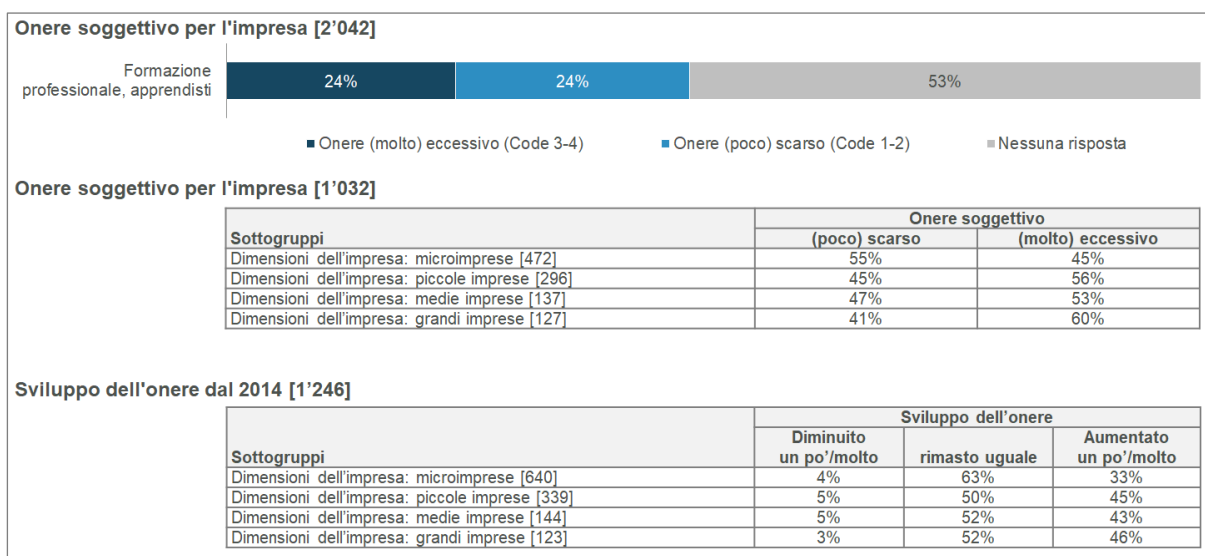 Onere soggettivo per l'impresa [2’042]
Formazione
professionale, apprendisti
24% 24% 53%
Onere (molto) eccessivo (Code 3-4) Onere (poco) scarso (Code 1-2) Nessuna risposta
Onere soggettivo per l'impresa [1’032]
Onere soggettivo
Sottogruppi (poco) scarso (molto) eccessivo
Dimensioni dell’impresa: microimprese [472] 55% 45%
Dimensioni dell’impresa: piccole imprese [296] 45% 56%
Dimensioni dell’impresa: medie imprese [137] 47% 53%
Dimensioni dell’impresa: grandi imprese [127] 41% 60%
Sviluppo dell'onere dal 2014 [1’246]
Sviluppo dell’onere
Diminuito Aumentato
Sottogruppi un po’/molto rimasto uguale un po’/molto
Dimensioni dell’impresa: microimprese [640] 4% 63% 33%
Dimensioni dell’impresa: piccole imprese [339] 5% 50% 45%
Dimensioni dell’impresa: medie imprese [144] 5% 52% 43%
Dimensioni dell’impresa: grandi imprese [123] 3% 52% 46%